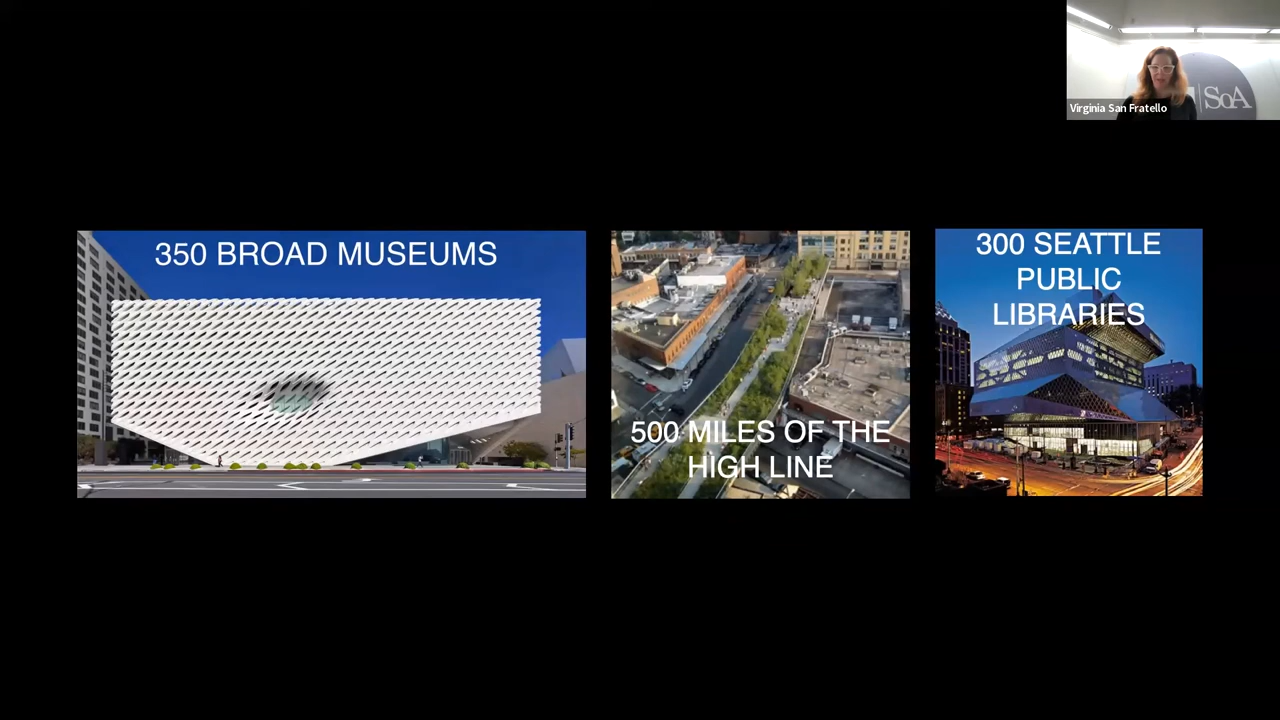 Virginia San Fratello
SoA
350 BROAD MUSEUMS
500 MILES OF THE
HIGH LINE
300 SEATTLE
PUBLIC
LIBRARIES